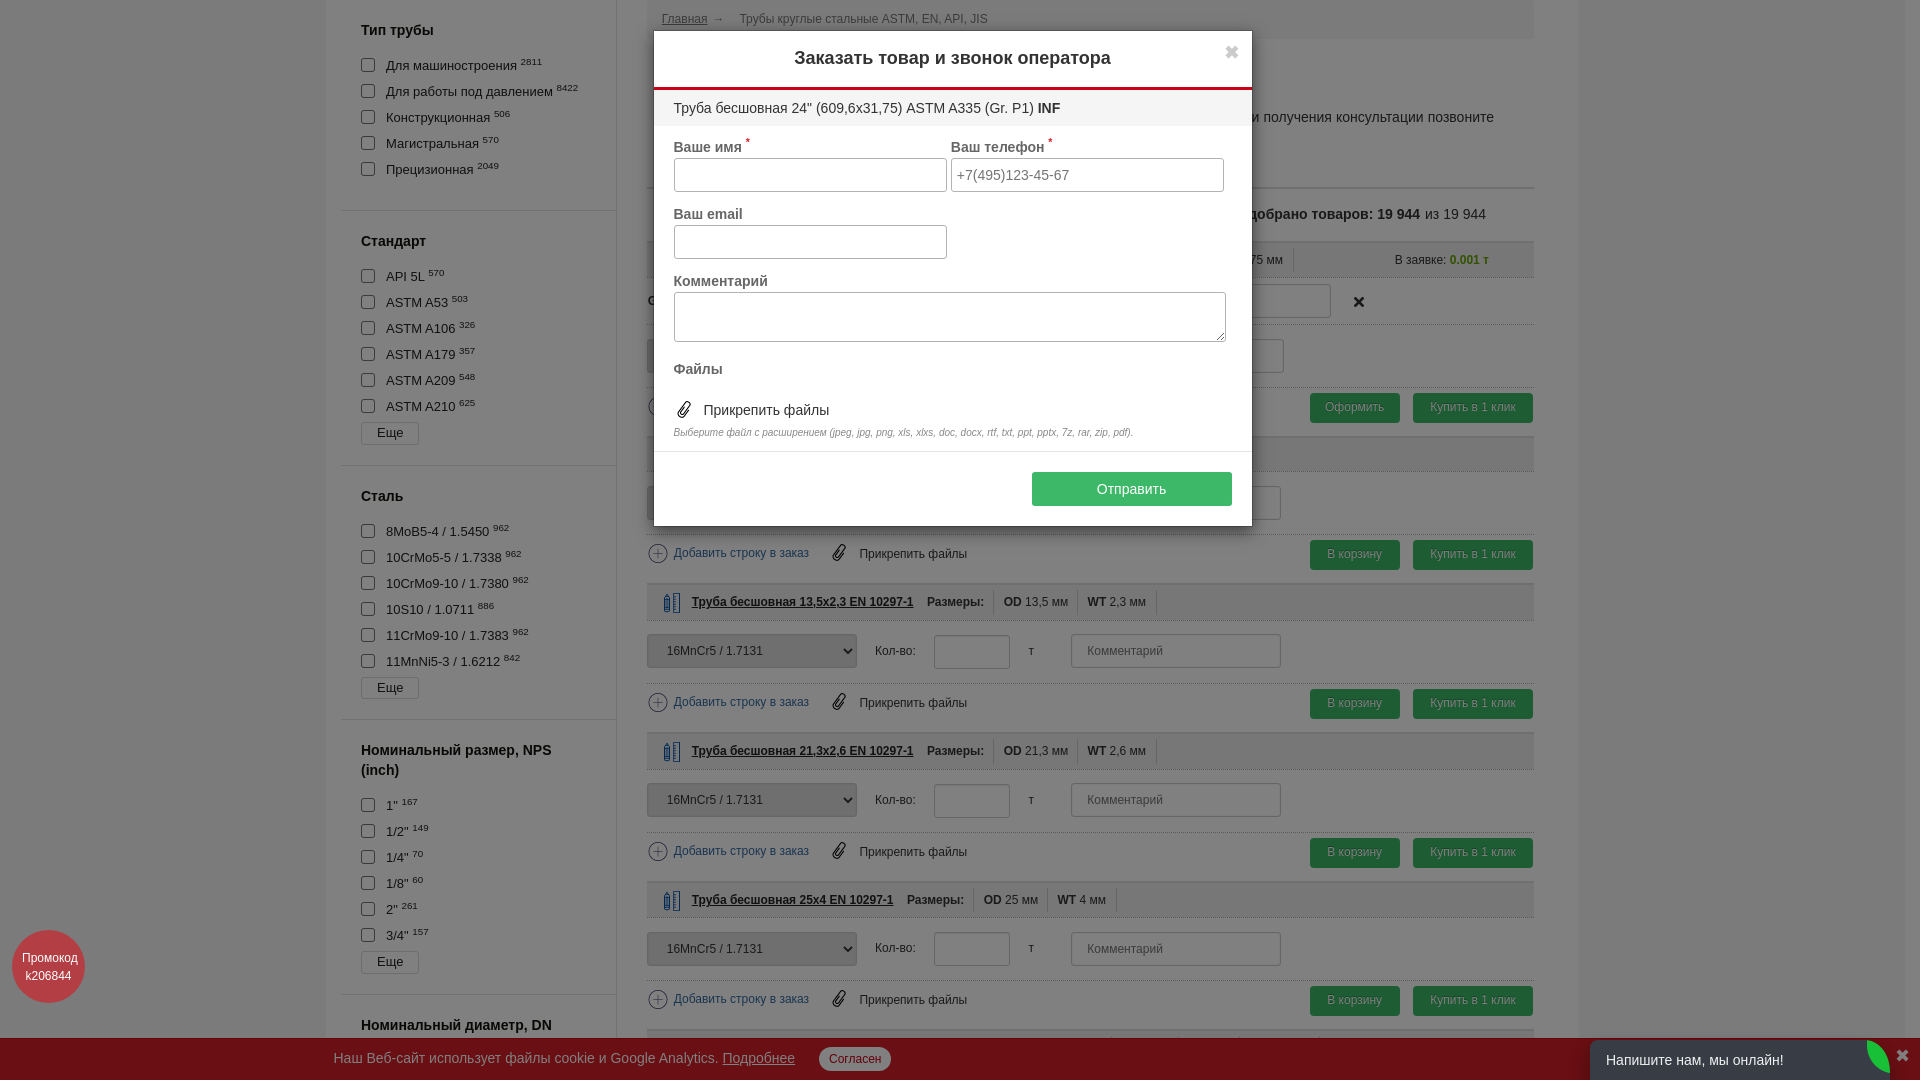 Главная → Трубы круглые стальные ASTM, EN, API, JIS
Тип трубы
Для машиностроения 2811
Для работы под давлением 8422
Конструкционная 506
Магистральная 570
Прецизионная 2049
Стандарт
API 5L 570
ASTM A53 503
ASTM A106 326
ASTM A179 357
ASTM A209 548
ASTM A210 625
Еще
Сталь
8MoB5-4 / 1.5450 962
10CrMo5-5 / 1.7338 962
10CrMo9-10 / 1.7380 962
10S10 / 1.0711 886
11CrMo9-10 / 1.7383 962
11MnNi5-3 / 1.6212 842
Еще
Номинальный размер, NPS
(inch)
1" 167
1/2" 149
1/4" 70
1/8" 60
2" 261
3/4" 157
Еще
Номинальный диаметр, DN
Заказать товар и звонок оператора
✖
Труба бесшовная 24" (609,6x31,75) ASTM A335 (Gr. P1) INF
Ваше имя *
Ваш телефон *
+7(495)123-45-67
Ваш email
Комментарий
Файлы
Прикрепить файлы
Выберите файл с расширением (jpeg, jpg, png, xls, xlxs, doc, docx, rtf, txt, ppt, pptx, 7z, rar, zip, pdf).
Отправить
и получения консультации позвоните
добрано товаров: 19 944 из 19 944
75 мм
В заявке: 0.001 т
Оформить
Купить в 1 клик
Добавить строку в заказ
Прикрепить файлы
В корзину
Купить в 1 клик
Труба бесшовная 13,5x2,3 EN 10297-1 Размеры: OD 13,5 мм WT 2,3 мм
16MnCr5 / 1.7131 Кол-во: т Комментарий
Добавить строку в заказ Прикрепить файлы В корзину Купить в 1 клик
Труба бесшовная 21,3x2,6 EN 10297-1 Размеры: OD 21,3 мм WT 2,6 мм
16MnCr5 / 1.7131 Кол-во: т Комментарий
Добавить строку в заказ Прикрепить файлы В корзину Купить в 1 клик
Труба бесшовная 25x4 EN 10297-1 Размеры: OD 25 мм WT 4 мм
16MnCr5 / 1.7131 Кол-во: т Комментарий
Добавить строку в заказ Прикрепить файлы В корзину Купить в 1 клик
Промокод
k206844
Наш Веб-сайт использует файлы cookie и Google Analytics. Подробнее Согласен
Напишите нам, мы онлайн!
✖